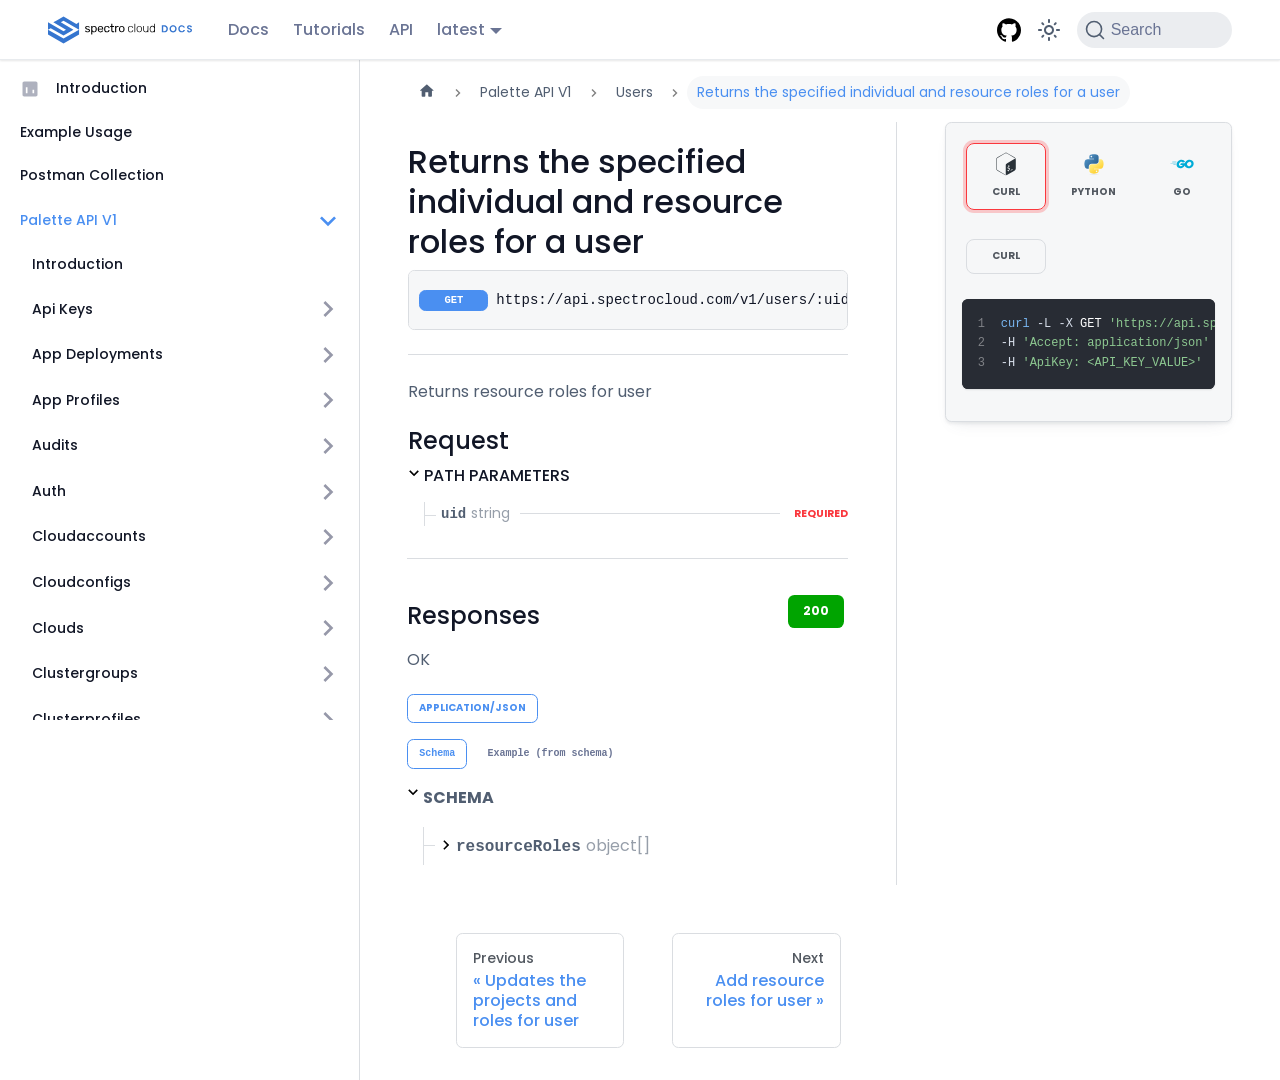 spectro cloud DOCS
Docs
Tutorials
API
latest
Search
Introduction
Example Usage
Postman Collection
Palette API V1
Introduction
Api Keys
App Deployments
App Profiles
Audits
Auth
Cloudaccounts
Cloudconfigs
Clouds
Clustergroups
Clusterprofiles
Palette API V1
Users
Returns the specified individual and resource roles for a user
Returns the specified
individual and resource
roles for a user
GET https://api.spectrocloud.com/v1/users/:uid
Returns resource roles for user
Request
PATH PARAMETERS
uid string REQUIRED
Responses
200
OK
APPLICATION/JSON
Schema
Example (from schema)
SCHEMA
resourceRoles object[]
Previous
« Updates the
projects and
roles for user
Next
Add resource
roles for user »
CURL
PYTHON
GO
CURL
1 curl -L -X GET 'https://api.sp
2 -H 'Accept: application/json'
3 -H 'ApiKey: <API_KEY_VALUE>'